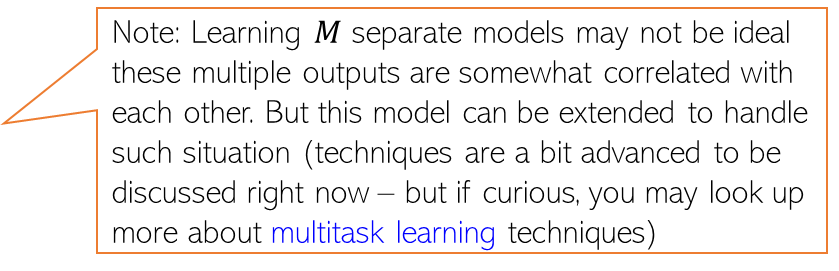 Note: Learning M separate models may not be ideal
these multiple outputs are somewhat correlated with
each other. But this model can be extended to handle
such situation (techniques are a bit advanced to be
discussed right now – but if curious, you may look up
more about multitask learning techniques)